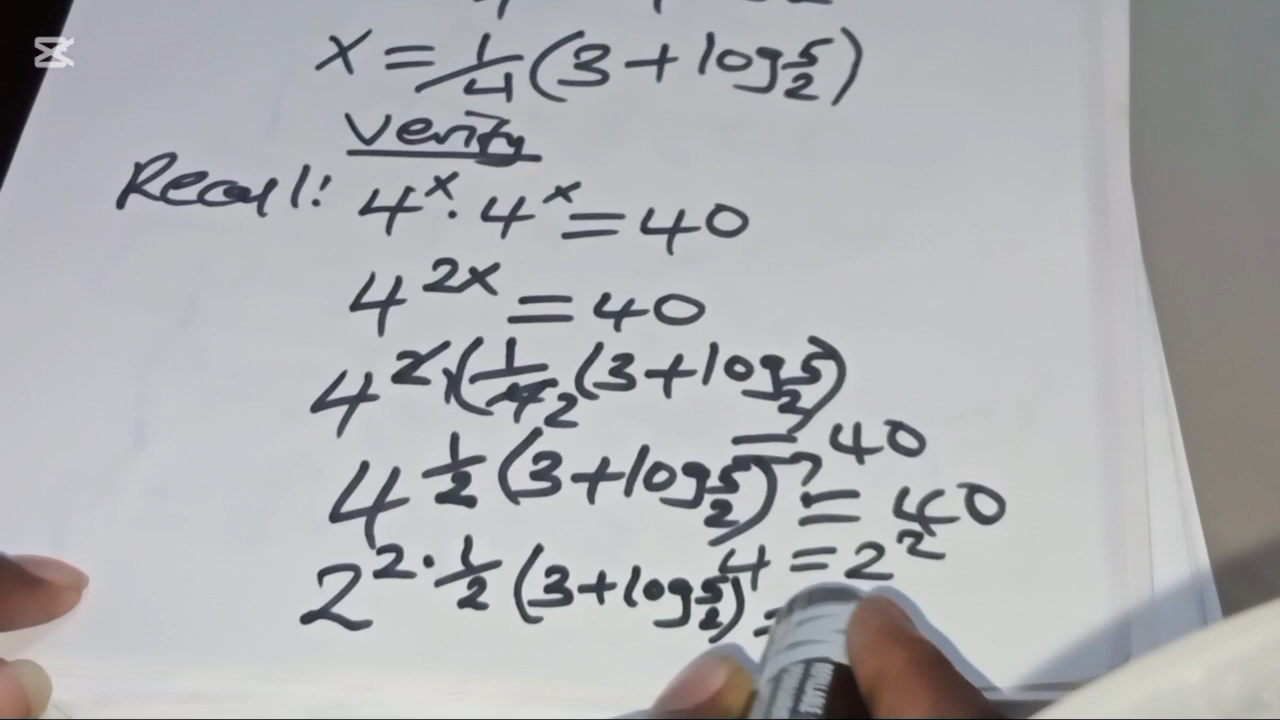 x = 1/4 (3 + log 5/2)
Verify
Recall: 4^x · 4^x = 40
4^2x = 40
4^2x(1/4 2 (3 + log 5/2) = 40
4^1/2 (3 + log 5/2) ? = 40
4 = 2^2
2^2 · 1/2 (3 + log 5/2) =